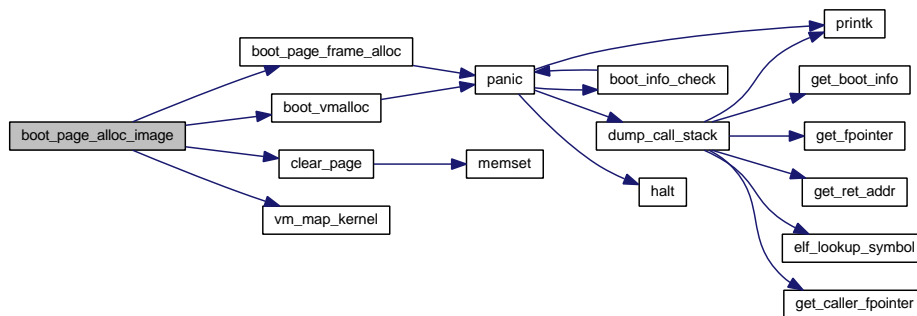 boot_page_alloc_image
boot_page_frame_alloc
boot_vmalloc
clear_page
vm_map_kernel
panic
memset
boot_info_check
dump_call_stack
halt
printk
get_boot_info
get_fpointer
get_ret_addr
elf_lookup_symbol
get_caller_fpointer